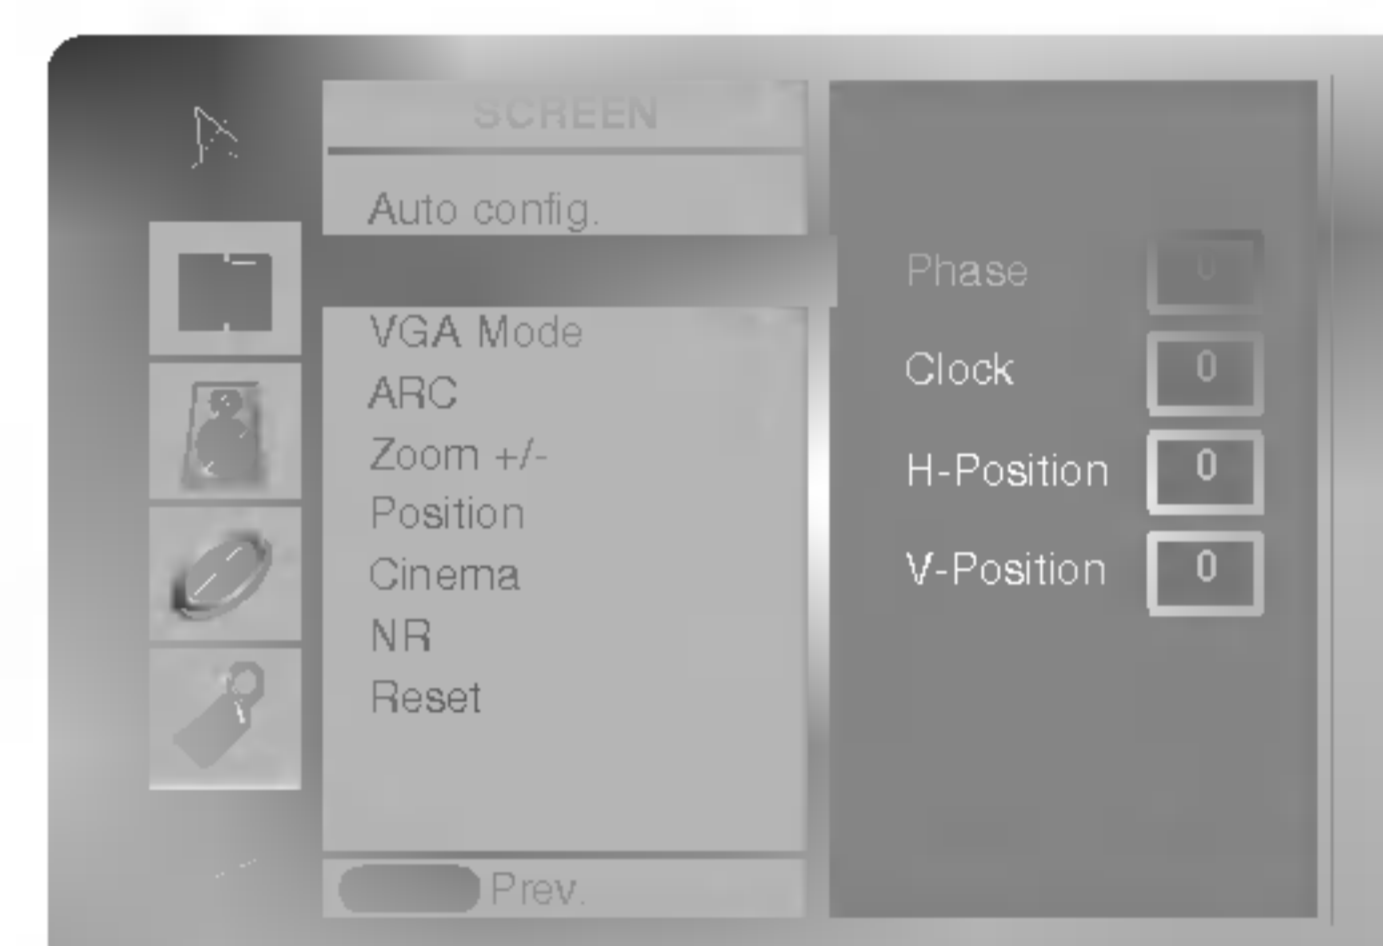 SCREEN
Auto config.
VGA Mode
ARC
Zoom +/-
Position
Cinema
NR
Reset
Prev.
Phase 0
Clock 0
H-Position 0
V-Position 0